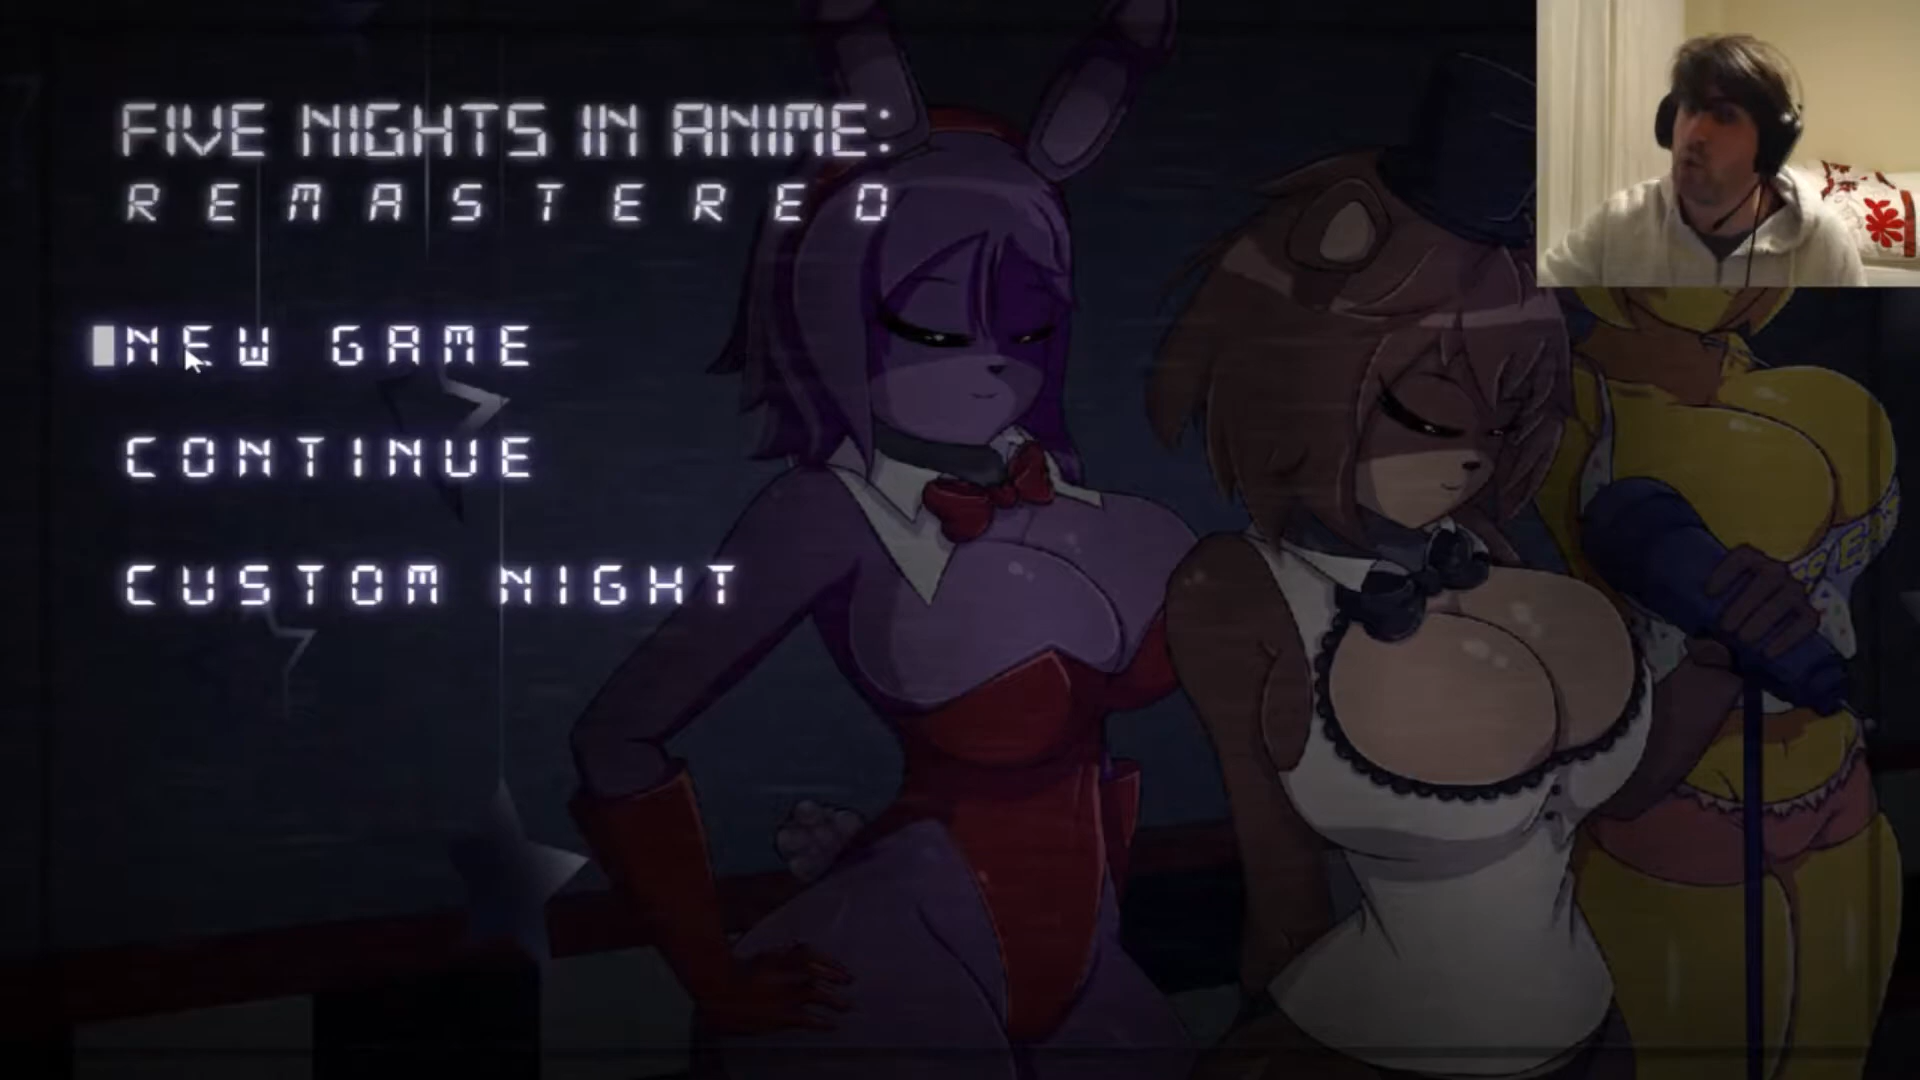 FIVE NIGHTS IN ANIME:
REMASTERED
NEW GAME
CONTINUE
CUSTOM NIGHT